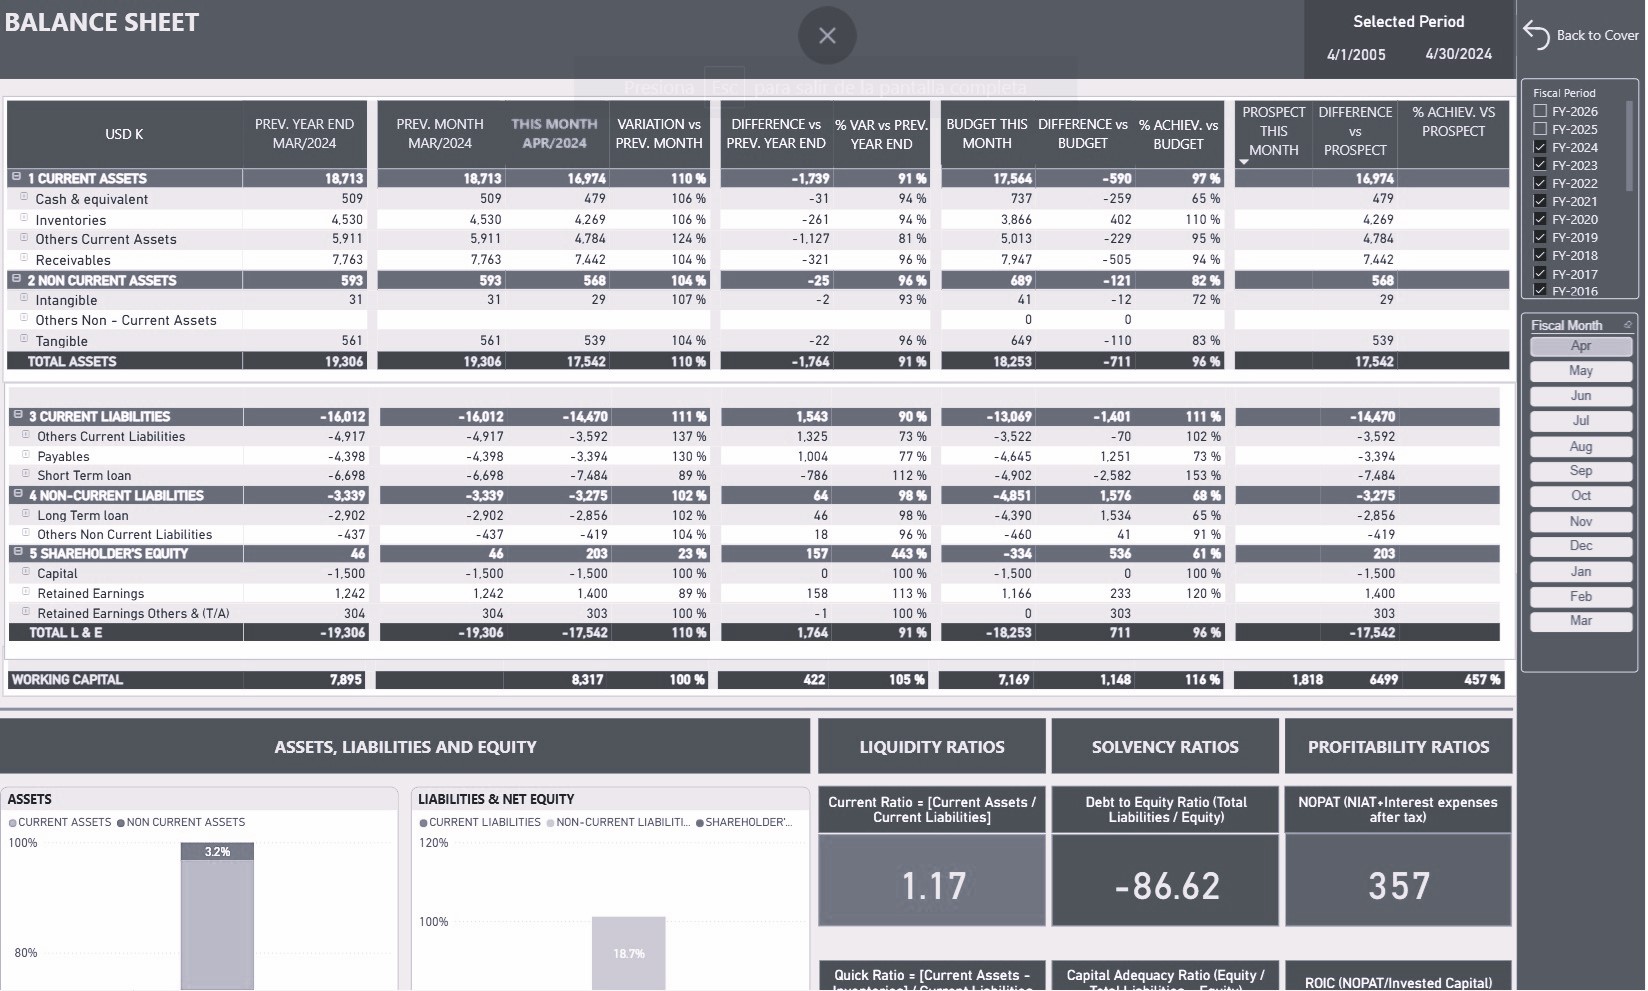 BALANCE SHEET
Selected Period
4/1/2005 4/30/2024
Back to Cover
Presiona Esc para salir de la pantalla completa
USD K PREV. YEAR END MAR/2024 PREV. MONTH MAR/2024 THIS MONTH APR/2024 VARIATION vs PREV. MONTH DIFFERENCE vs PREV. YEAR END % VAR vs PREV. YEAR END BUDGET THIS MONTH DIFFERENCE vs BUDGET % ACHIEV. vs BUDGET PROSPECT THIS MONTH DIFFERENCE vs PROSPECT % ACHIEV. VS PROSPECT
1 CURRENT ASSETS 18,713 18,713 16,974 110 % -1,739 91 % 17,564 -590 97 % 16,974
Cash & equivalent 509 509 479 106 % -31 94 % 737 -259 65 % 479
Inventories 4,530 4,530 4,269 106 % -261 94 % 3,866 402 110 % 4,269
Others Current Assets 5,911 5,911 4,784 124 % -1,127 81 % 5,013 -229 95 % 4,784
Receivables 7,763 7,763 7,442 104 % -321 96 % 7,947 -505 94 % 7,442
2 NON CURRENT ASSETS 593 593 568 104 % -25 96 % 689 -121 82 % 568
Intangible 31 31 29 107 % -2 93 % 41 -12 72 % 29
Others Non - Current Assets 0 0
Tangible 561 561 539 104 % -22 96 % 649 -110 83 % 539
TOTAL ASSETS 19,306 19,306 17,542 110 % -1,764 91 % 18,253 -711 96 % 17,542
3 CURRENT LIABILITIES -16,012 -16,012 -14,470 111 % 1,543 90 % -13,069 -1,401 111 % -14,470
Others Current Liabilities -4,917 -4,917 -3,592 137 % 1,325 73 % -3,522 -70 102 % -3,592
Payables -4,398 -4,398 -3,394 130 % 1,004 77 % -4,645 1,251 73 % -3,394
Short Term loan -6,698 -6,698 -7,484 89 % -786 112 % -4,902 -2,582 153 % -7,484
4 NON-CURRENT LIABILITIES -3,339 -3,339 -3,275 102 % 64 98 % -4,851 1,576 68 % -3,275
Long Term loan -2,902 -2,902 -2,856 102 % 46 98 % -4,390 1,534 65 % -2,856
Others Non Current Liabilities -437 -437 -419 104 % 18 96 % -460 41 91 % -419
5 SHAREHOLDER'S EQUITY 46 46 203 23 % 157 443 % -334 536 61 % 203
Capital -1,500 -1,500 -1,500 100 % 0 100 % -1,500 0 100 % -1,500
Retained Earnings 1,242 1,242 1,400 89 % 158 113 % 1,166 233 120 % 1,400
Retained Earnings Others & (T/A) 304 304 303 100 % -1 100 % 0 303 303
TOTAL L & E -19,306 -19,306 -17,542 110 % 1,764 91 % -18,253 711 96 % -17,542
WORKING CAPITAL 7,895 8,317 100 % 422 105 % 7,169 1,148 116 % 1,818 6499 457 %
Fiscal Period
FY-2026
FY-2025
FY-2024
FY-2023
FY-2022
FY-2021
FY-2020
FY-2019
FY-2018
FY-2017
FY-2016
Fiscal Month
Apr
May
Jun
Jul
Aug
Sep
Oct
Nov
Dec
Jan
Feb
Mar
ASSETS, LIABILITIES AND EQUITY
ASSETS
CURRENT ASSETS NON CURRENT ASSETS
100%
3.2%
80%
LIABILITIES & NET EQUITY
CURRENT LIABILITIES NON-CURRENT LIABILITI... SHAREHOLDER'...
120%
100%
18.7%
LIQUIDITY RATIOS
Current Ratio = [Current Assets /
Current Liabilities]
1.17
Quick Ratio = [Current Assets -
Inventories] / Current Liabilities
SOLVENCY RATIOS
Debt to Equity Ratio (Total
Liabilities / Equity)
-86.62
Capital Adequacy Ratio (Equity /
Total Liabilities - Equity)
PROFITABILITY RATIOS
NOPAT (NIAT+Interest expenses
after tax)
357
ROIC (NOPAT/Invested Capital)